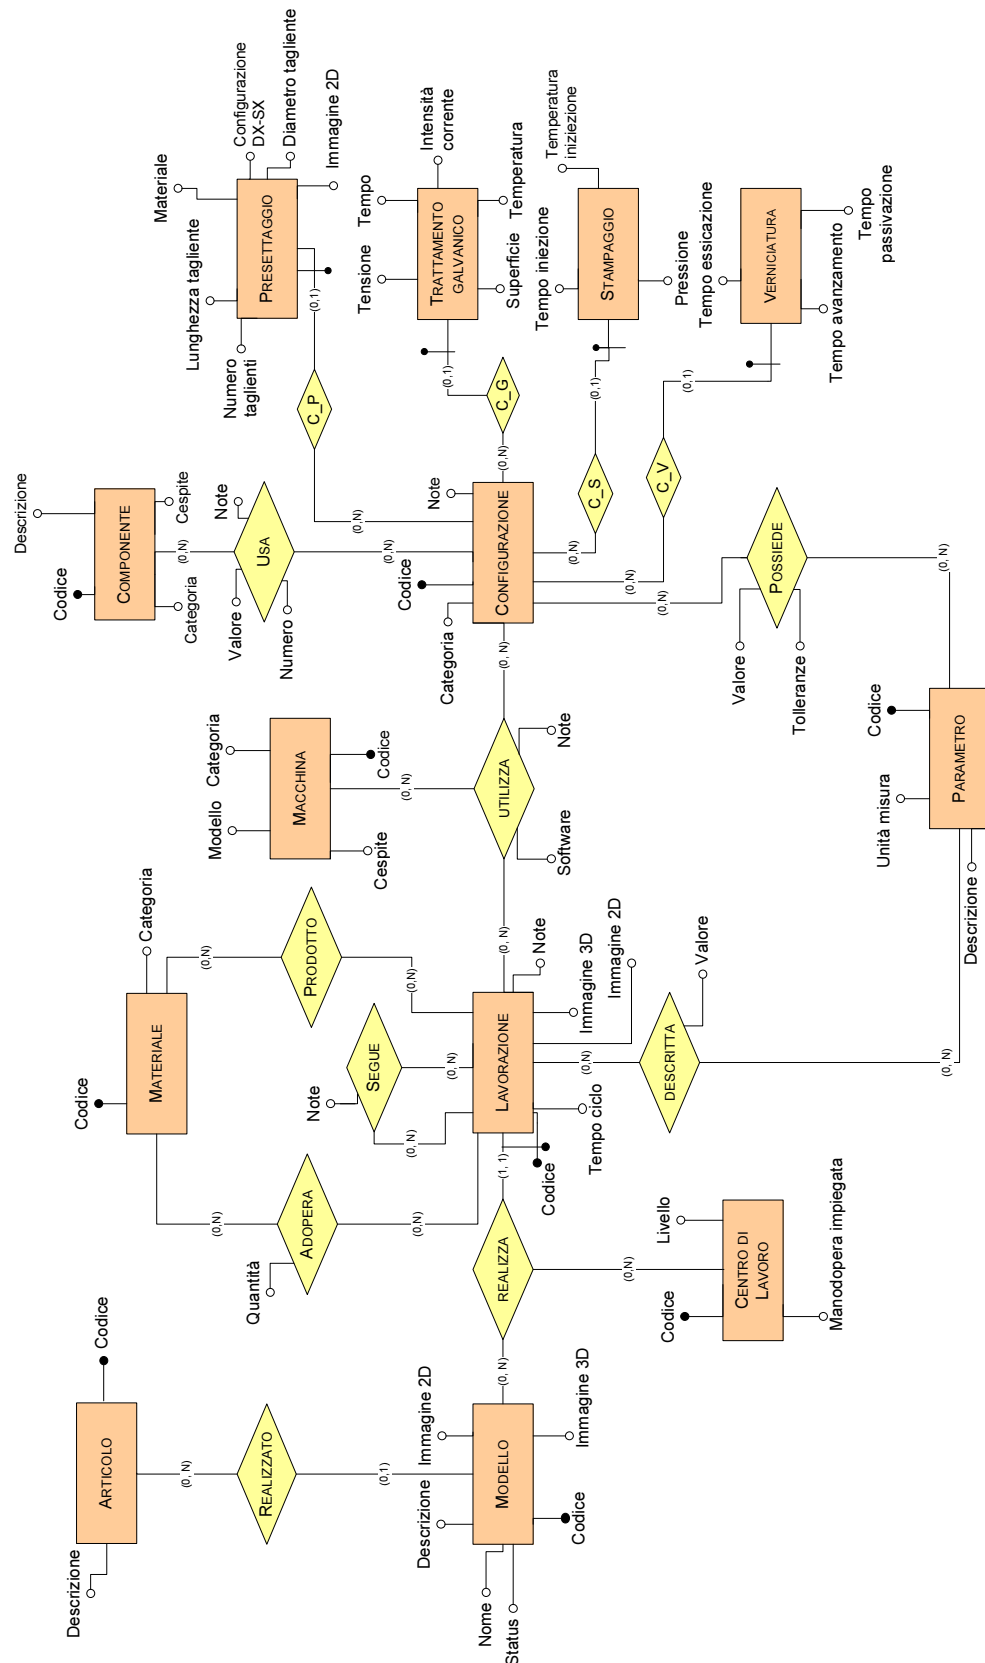 Materiale
Configurazione
DX-SX
Diametro tagliente
Immagine 2D
Lunghezza tagliente
Numero
taglienti
PRESETTAGGIO
(0,1)
C_P
(0,N)
Tensione
Tempo
Intensità
corrente
Temperatura
Superficie
TRATTAMENTO
GALVANICO
(0,1)
C_G
(0,N)
Temperatura
iniziezione
Tempo iniezione
Pressione
STAMPAGGIO
(0,1)
C_S
(0,N)
Tempo essicazione
Tempo
passivazione
Tempo avanzamento
VERNICIATURA
(0,1)
C_V
(0,N)
Descrizione
Codice
Cespite
Categoria
COMPONENTE
(0,N)
USA
Note
Valore
Numero
(0,N)
CONFIGURAZIONE
Note
Codice
Categoria
(0, N)
(0,N)
POSSIEDE
Valore
Tolleranze
(0, N)
PARAMETRO
Codice
Unità misura
Descrizione
(0, N)
MACCHINA
Categoria
Modello
Codice
Cespite
(0, N)
UTILIZZA
Note
Software
(0, N)
MATERIALE
Categoria
Codice
(0,N)
PRODOTTO
(0,N)
SEGUE
Note
(0,N)
(0, N)
LAVORAZIONE
Note
Immagine 3D
Immagine 2D
Tempo ciclo
Codice
(0,N)
DESCRITTA
Valore
(0,N)
ADOPERA
Quantità
(0,N)
(1, 1)
REALIZZA
(0,N)
CENTRO DI
LAVORO
Livello
Codice
Manodopera impiegata
(0, N)
MODELLO
Immagine 2D
Immagine 3D
Descrizione
Codice
Nome
Status
(0,1)
REALIZZATO
(0, N)
ARTICOLO
Codice
Descrizione